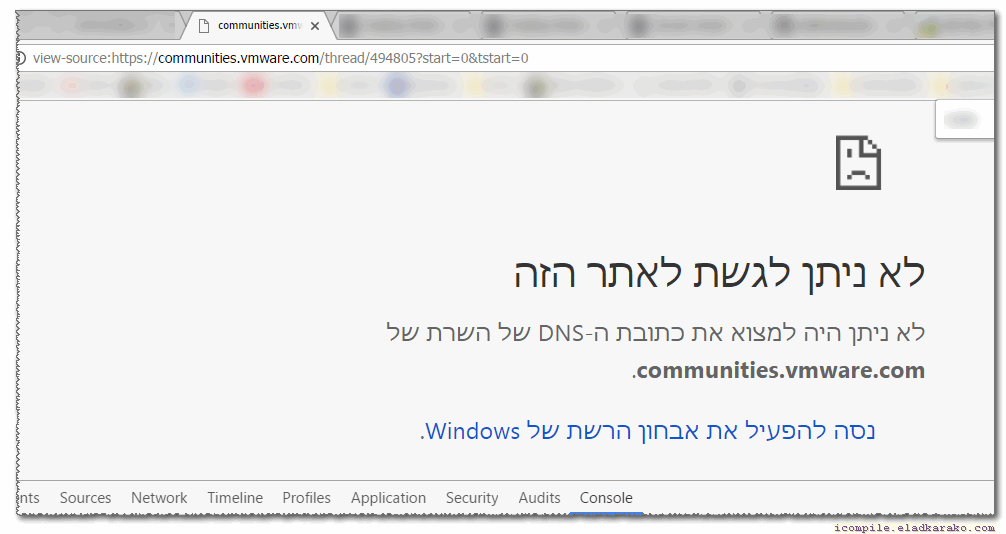 communities.vmw
view-source:https://communities.vmware.com/thread/494805?start=0&tstart=0
לא ניתן לגשת לאתר הזה
לא ניתן היה למצוא את כתובת ה-DNS של השרת של
communities.vmware.com.
נסה להפעיל את אבחון הרשת של Windows.
nts Sources Network Timeline Profiles Application Security Audits Console
icompile.eladkarako.com